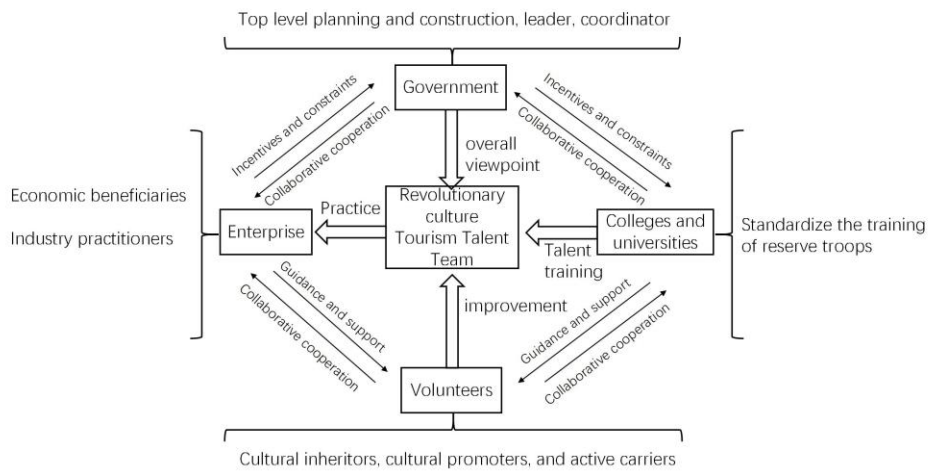 Top level planning and construction, leader, coordinator
Government
Incentives and constraints
Collaborative cooperation
Incentives and constraints
Collaborative cooperation
overall
viewpoint
Economic beneficiaries
Industry practitioners
Enterprise
Practice
Revolutionary
culture
Tourism Talent
Team
Talent
training
Colleges and
universities
Standardize the training
of reserve troops
Guidance and support
Collaborative cooperation
improvement
Guidance and support
Collaborative cooperation
Volunteers
Cultural inheritors, cultural promoters, and active carriers